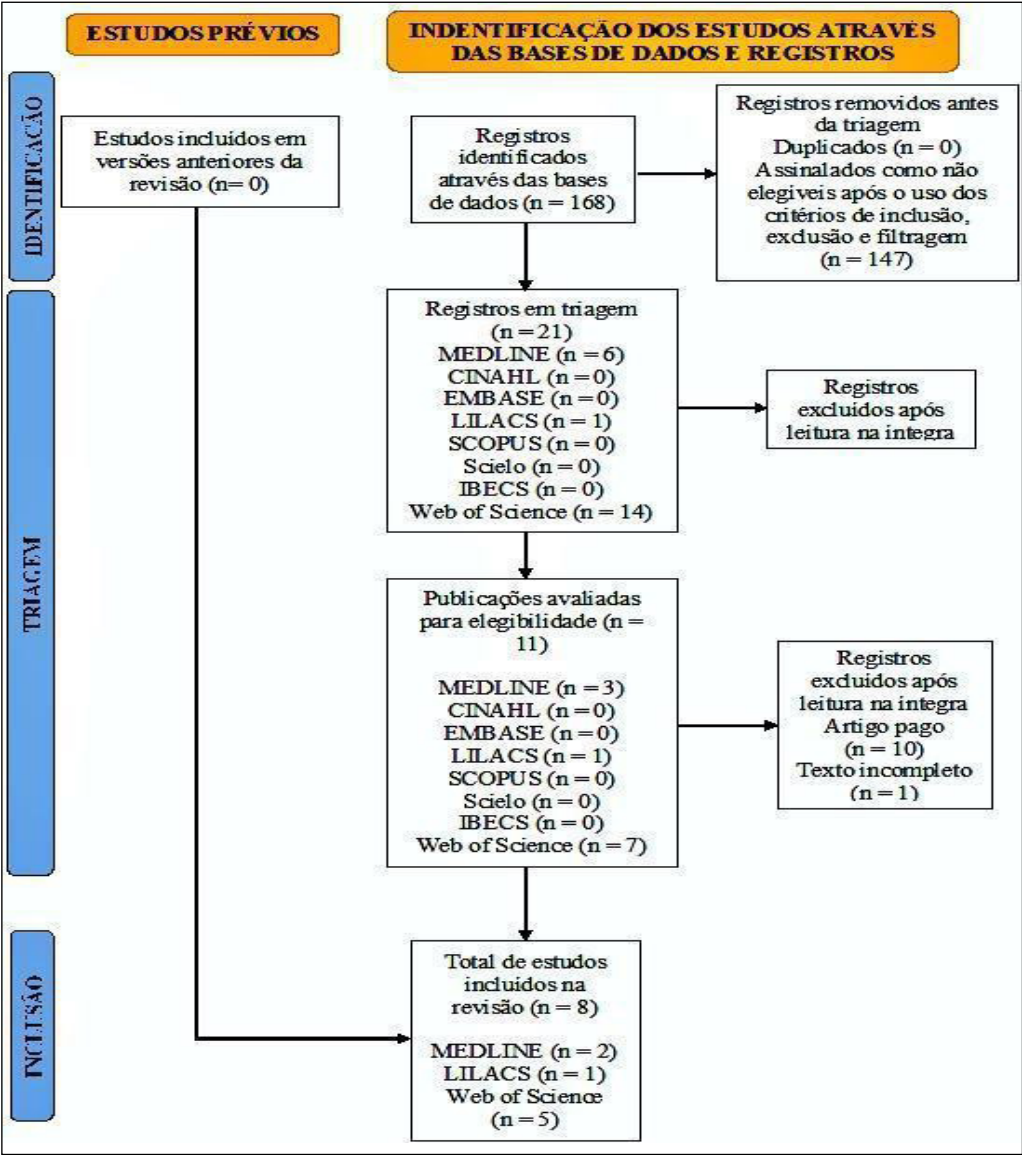 ESTUDOS PRÉVIOS
INDENTIFICAÇÃO DOS ESTUDOS ATRAVÉS
DAS BASES DE DADOS E REGISTROS
IDENTIFICAÇÃO
Estudos incluídos em
versões anteriores da
revisão (n= 0)
Registros
identificados
através das bases
de dados (n = 168)
Registros removidos antes
da triagem
Duplicados (n = 0)
Assinalados como não
elegiveis após o uso dos
critérios de inclusão,
exclusão e filtragem
(n = 147)
TRIAGEM
Registros em triagem
(n = 21)
MEDLINE (n = 6)
CINAHL (n = 0)
EMBASE (n = 0)
LILACS (n = 1)
SCOPUS (n = 0)
Scielo (n = 0)
IBECS (n = 0)
Web of Science (n = 14)
Registros
excluídos após
leitura na integra
Publicações avaliadas
para elegibilidade (n =
11)
MEDLINE (n = 3)
CINAHL (n = 0)
EMBASE (n = 0)
LILACS (n = 1)
SCOPUS (n = 0)
Scielo (n = 0)
IBECS (n = 0)
Web of Science (n = 7)
Registros
excluídos após
leitura na integra
Artigo pago
(n = 10)
Texto incompleto
(n = 1)
INCLUSÃO
Total de estudos
incluídos na
revisão (n = 8)
MEDLINE (n = 2)
LILACS (n = 1)
Web of Science
(n = 5)